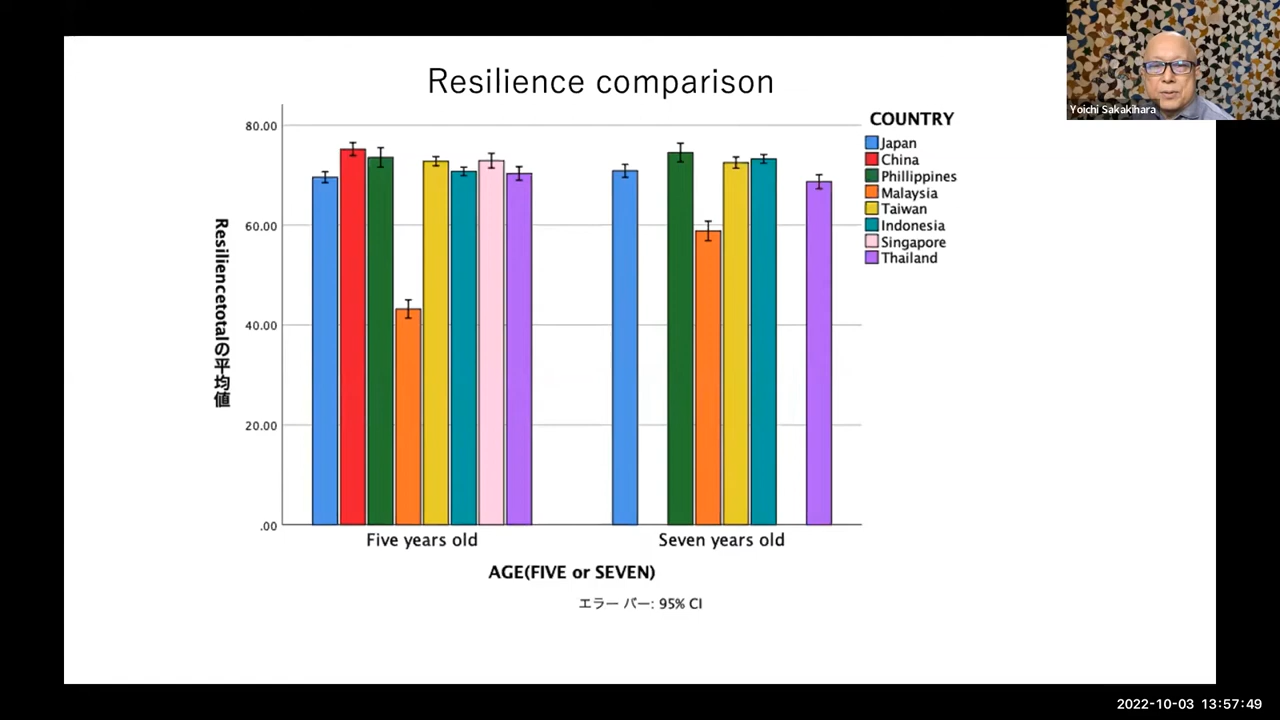 Resilience comparison
Yoichi Sakakihara
COUNTRY
Japan
China
Phillippines
Malaysia
Taiwan
Indonesia
Singapore
Thailand
Resiliencetotalの平均値
80.00
60.00
40.00
20.00
.00
Five years old
Seven years old
AGE(FIVE or SEVEN)
エラー バー: 95% CI
2022-10-03 13:57:49